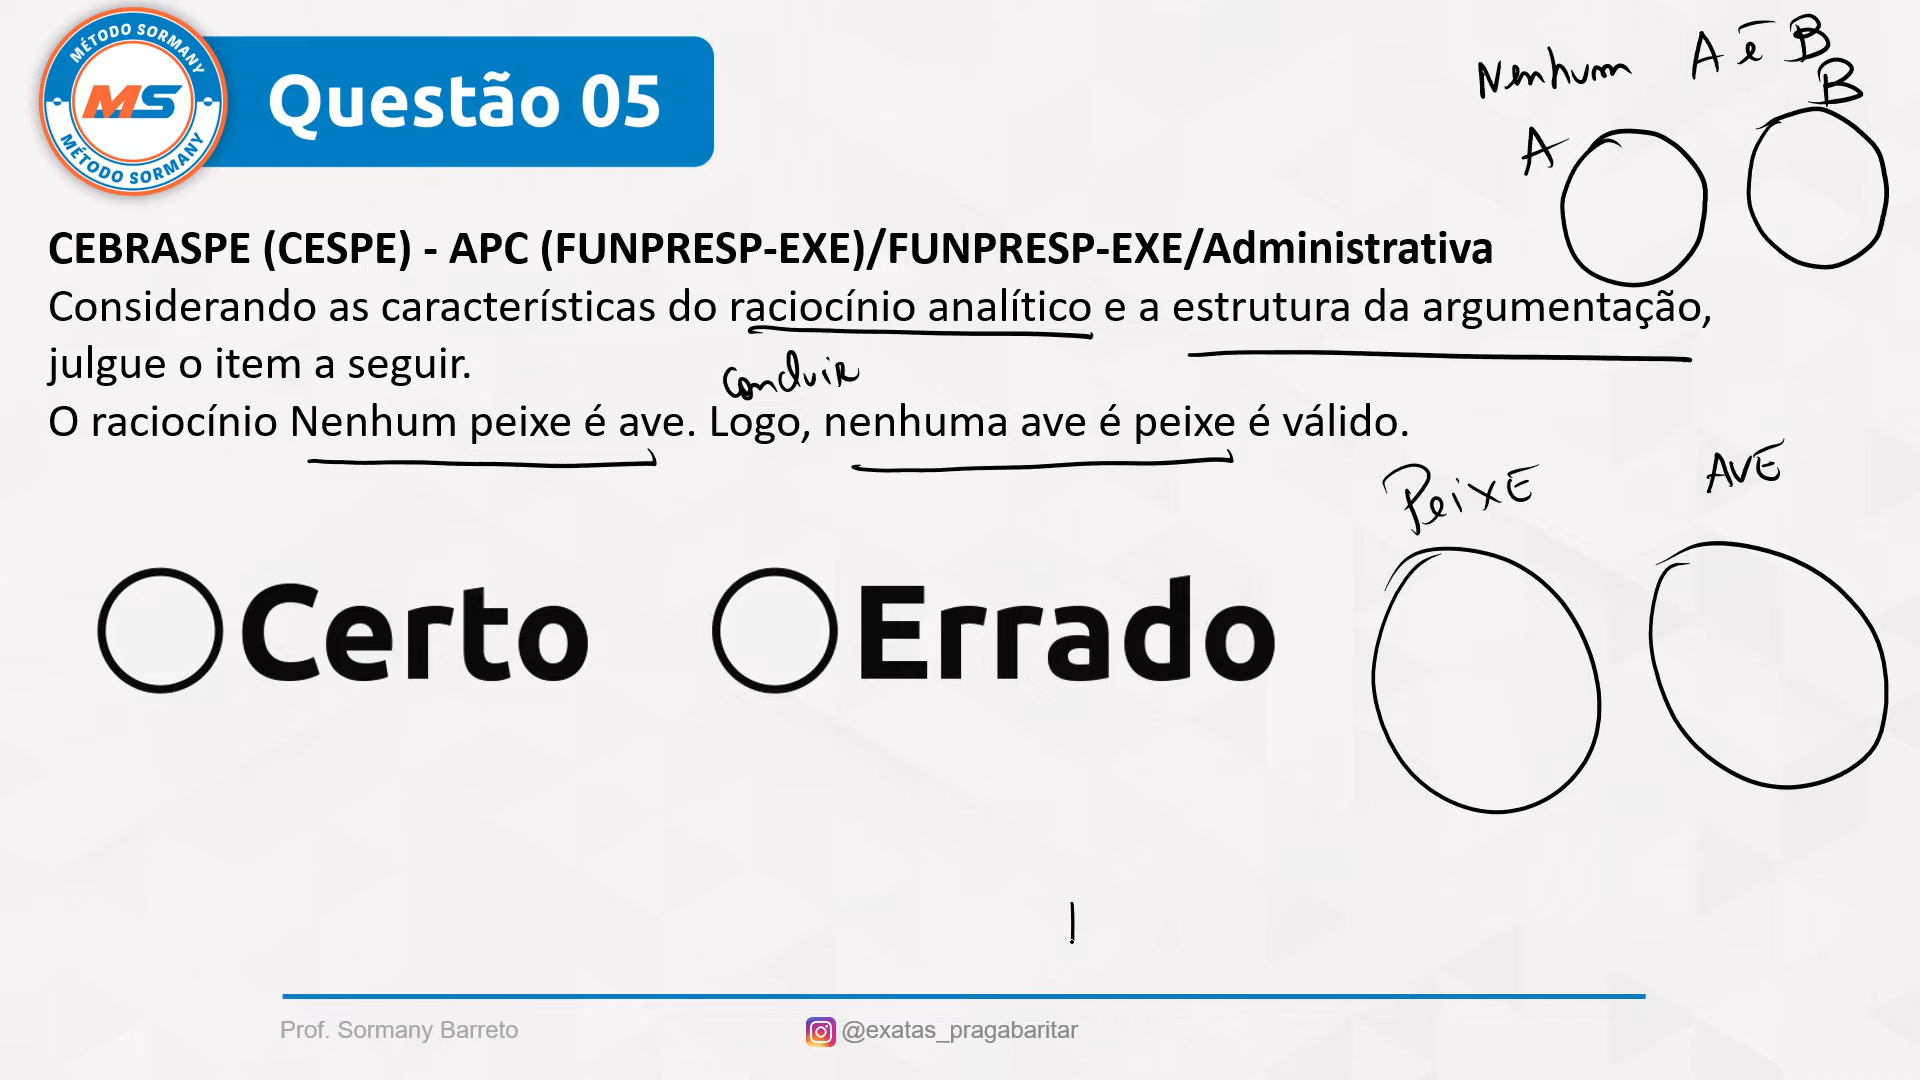 MÉTODO SORMANY
MS
MÉTODO SORMANY
Questão 05
Nenhum A é B
A
B
CEBRASPE (CESPE) - APC (FUNPRESP-EXE)/FUNPRESP-EXE/Administrativa
Considerando as características do raciocínio analítico e a estrutura da argumentação,
julgue o item a seguir.
Concluir
O raciocínio Nenhum peixe é ave. Logo, nenhuma ave é peixe é válido.
PeixE
AVE
Certo
Errado
Prof. Sormany Barreto
@exatas_pragabaritar